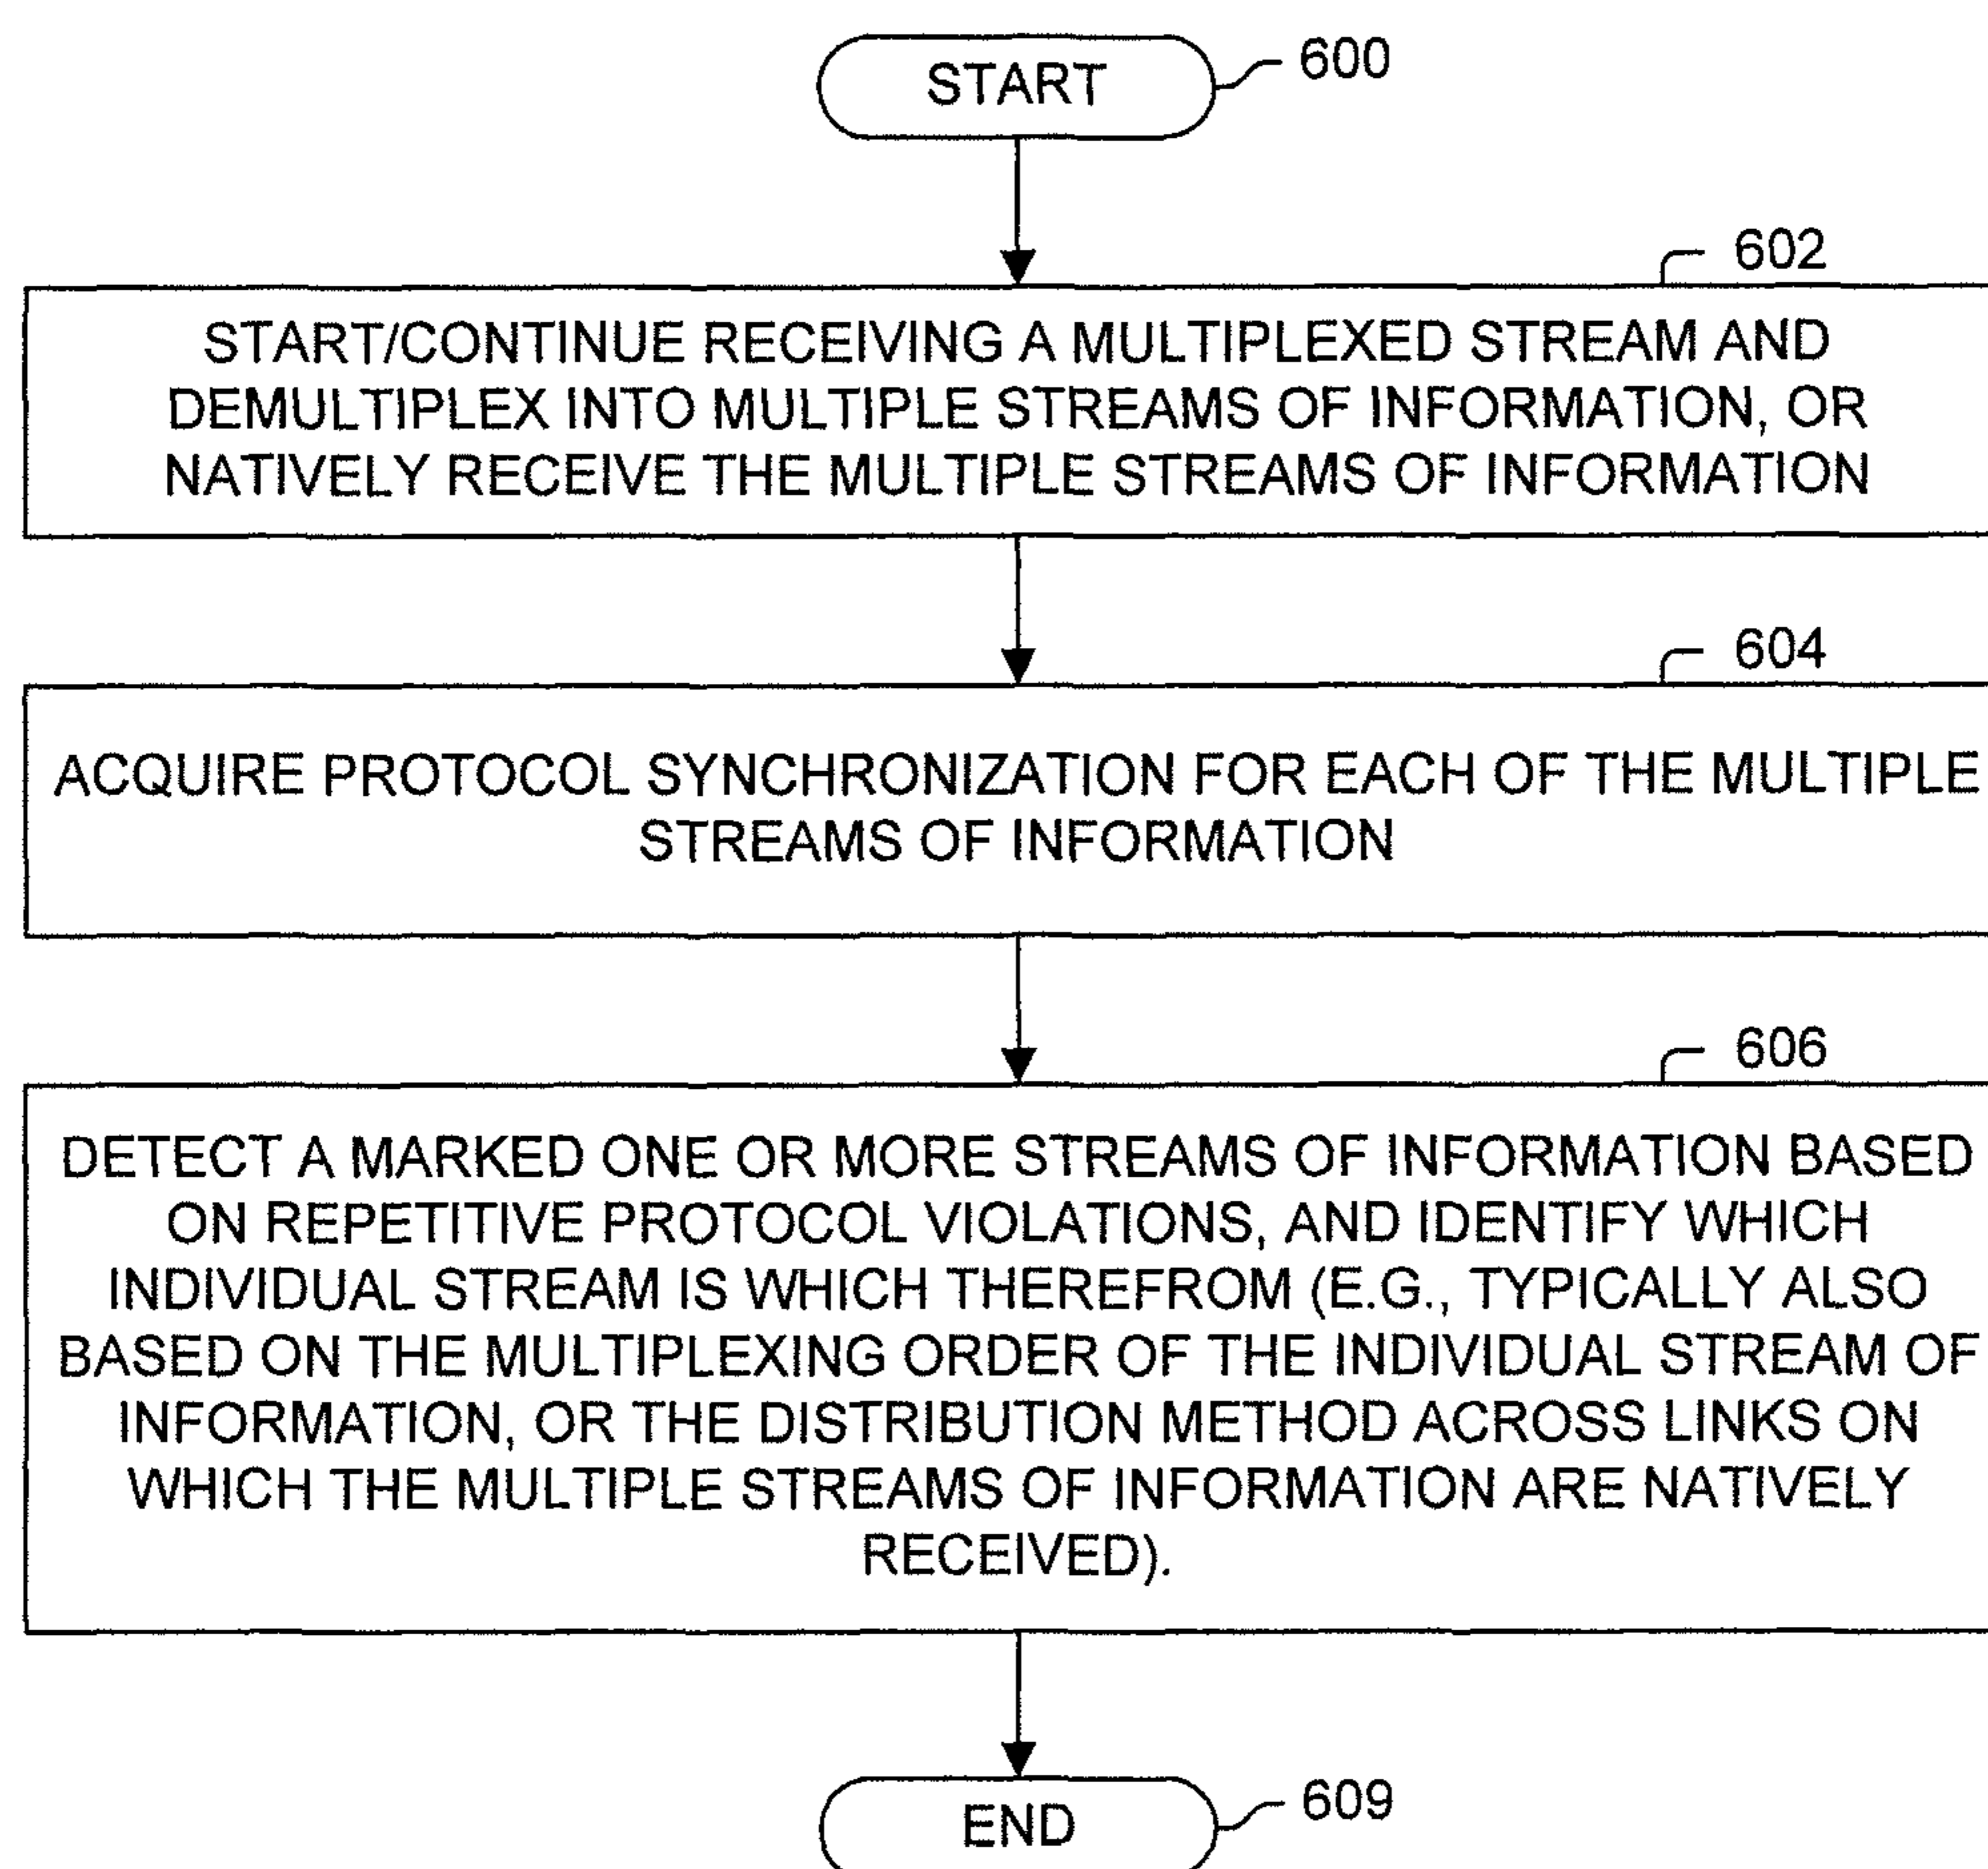 START
600
602
START/CONTINUE RECEIVING A MULTIPLEXED STREAM AND
DEMULTIPLEX INTO MULTIPLE STREAMS OF INFORMATION, OR
NATIVELY RECEIVE THE MULTIPLE STREAMS OF INFORMATION
604
ACQUIRE PROTOCOL SYNCHRONIZATION FOR EACH OF THE MULTIPLE
STREAMS OF INFORMATION
606
DETECT A MARKED ONE OR MORE STREAMS OF INFORMATION BASED
ON REPETITIVE PROTOCOL VIOLATIONS, AND IDENTIFY WHICH
INDIVIDUAL STREAM IS WHICH THEREFROM (E.G., TYPICALLY ALSO
BASED ON THE MULTIPLEXING ORDER OF THE INDIVIDUAL STREAM OF
INFORMATION, OR THE DISTRIBUTION METHOD ACROSS LINKS ON
WHICH THE MULTIPLE STREAMS OF INFORMATION ARE NATIVELY
RECEIVED).
END
609